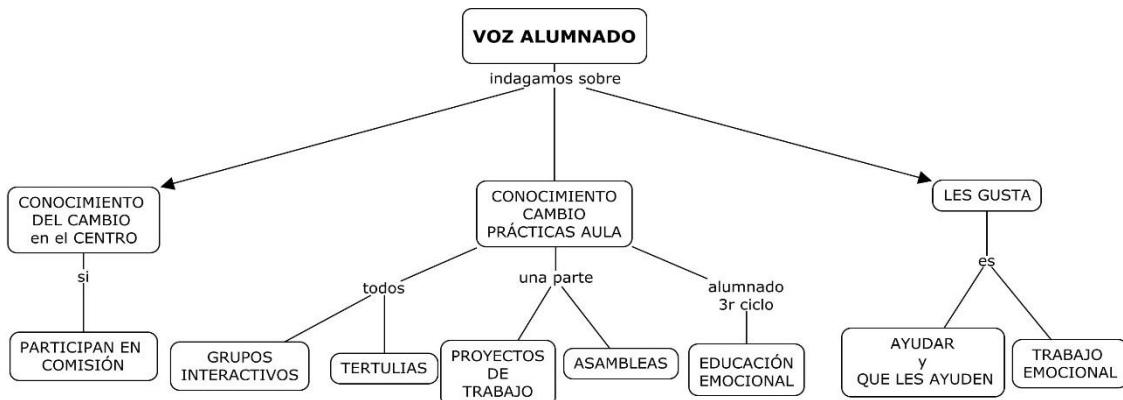 VOZ ALUMNADO
indagamos sobre
CONOCIMIENTO
DEL CAMBIO
en el CENTRO
si
PARTICIPAN EN
COMISIÓN
CONOCIMIENTO
CAMBIO
PRÁCTICAS AULA
todos
GRUPOS
INTERACTIVOS
TERTULIAS
una parte
PROYECTOS
DE
TRABAJO
ASAMBLEAS
alumnado
3r ciclo
EDUCACIÓN
EMOCIONAL
LES GUSTA
es
AYUDAR
y
QUE LES AYUDEN
TRABAJO
EMOCIONAL